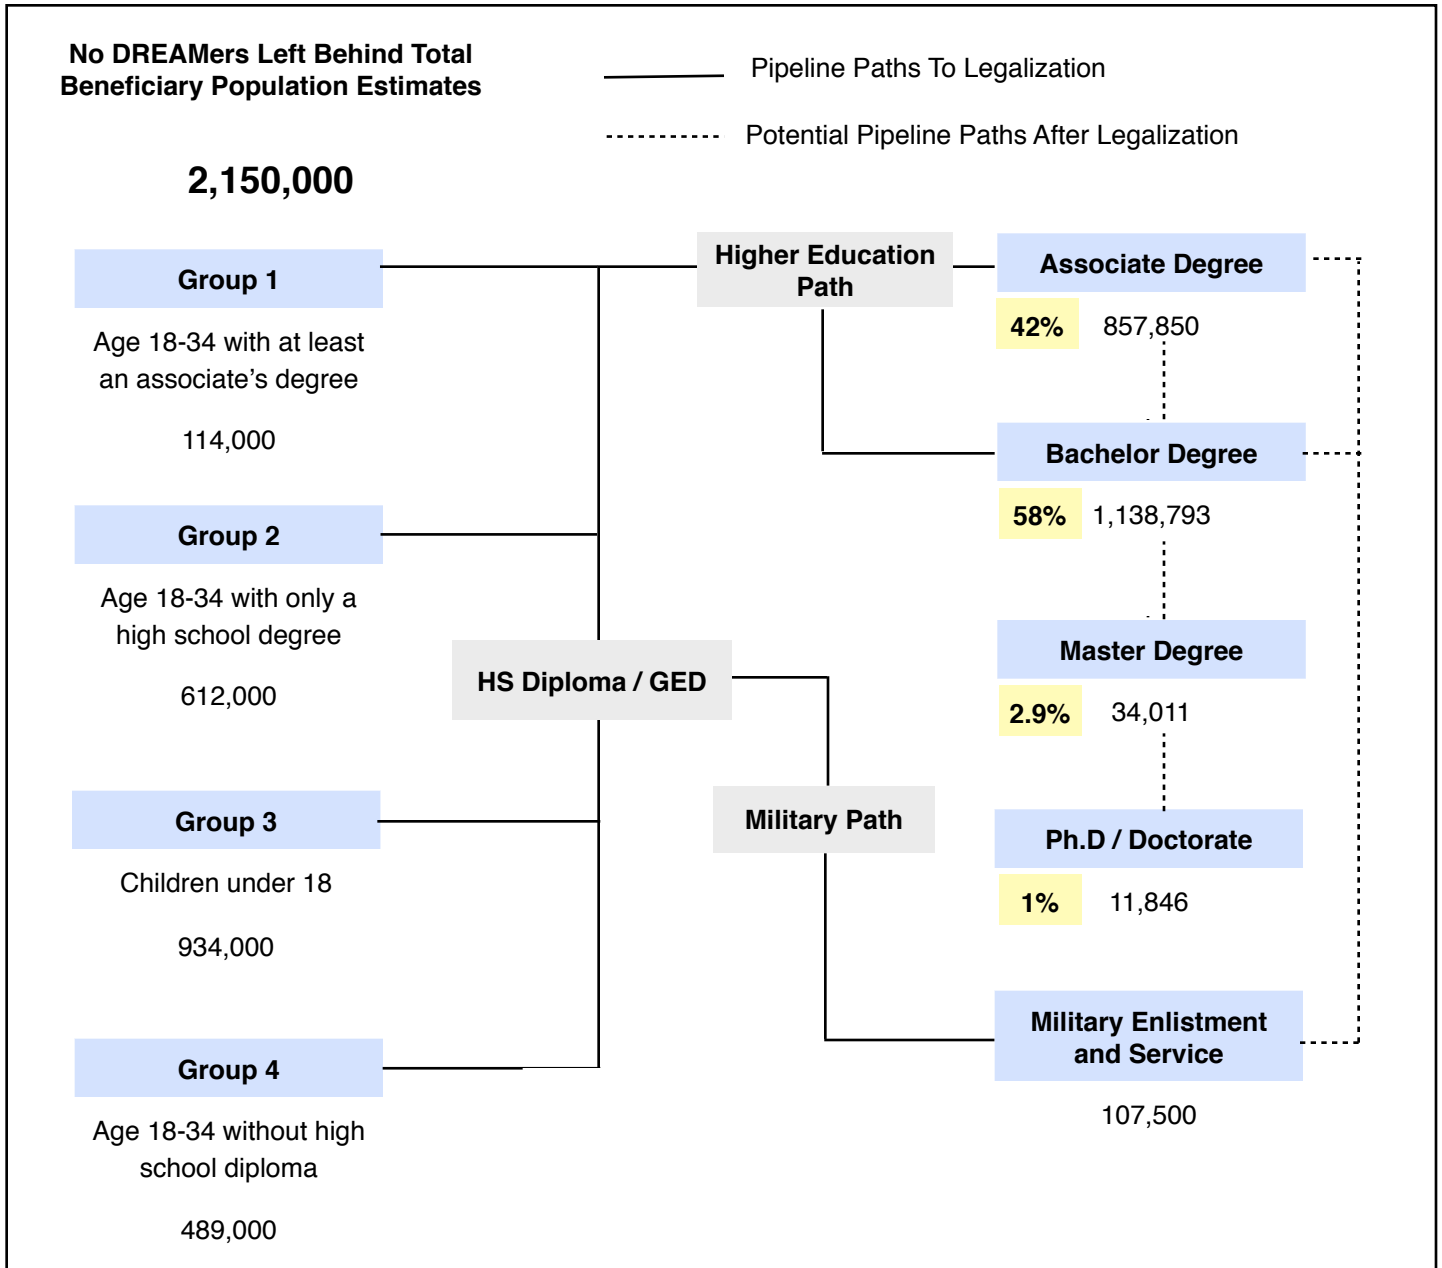 No DREAMers Left Behind Total
Beneficiary Population Estimates
2,150,000
Pipeline Paths To Legalization
Potential Pipeline Paths After Legalization
Group 1
Age 18-34 with at least
an associate’s degree
114,000
Group 2
Age 18-34 with only a
high school degree
612,000
Group 3
Children under 18
934,000
Group 4
Age 18-34 without high
school diploma
489,000
HS Diploma / GED
Higher Education
Path
Military Path
Associate Degree
42% 857,850
Bachelor Degree
58% 1,138,793
Master Degree
2.9% 34,011
Ph.D / Doctorate
1% 11,846
Military Enlistment
and Service
107,500